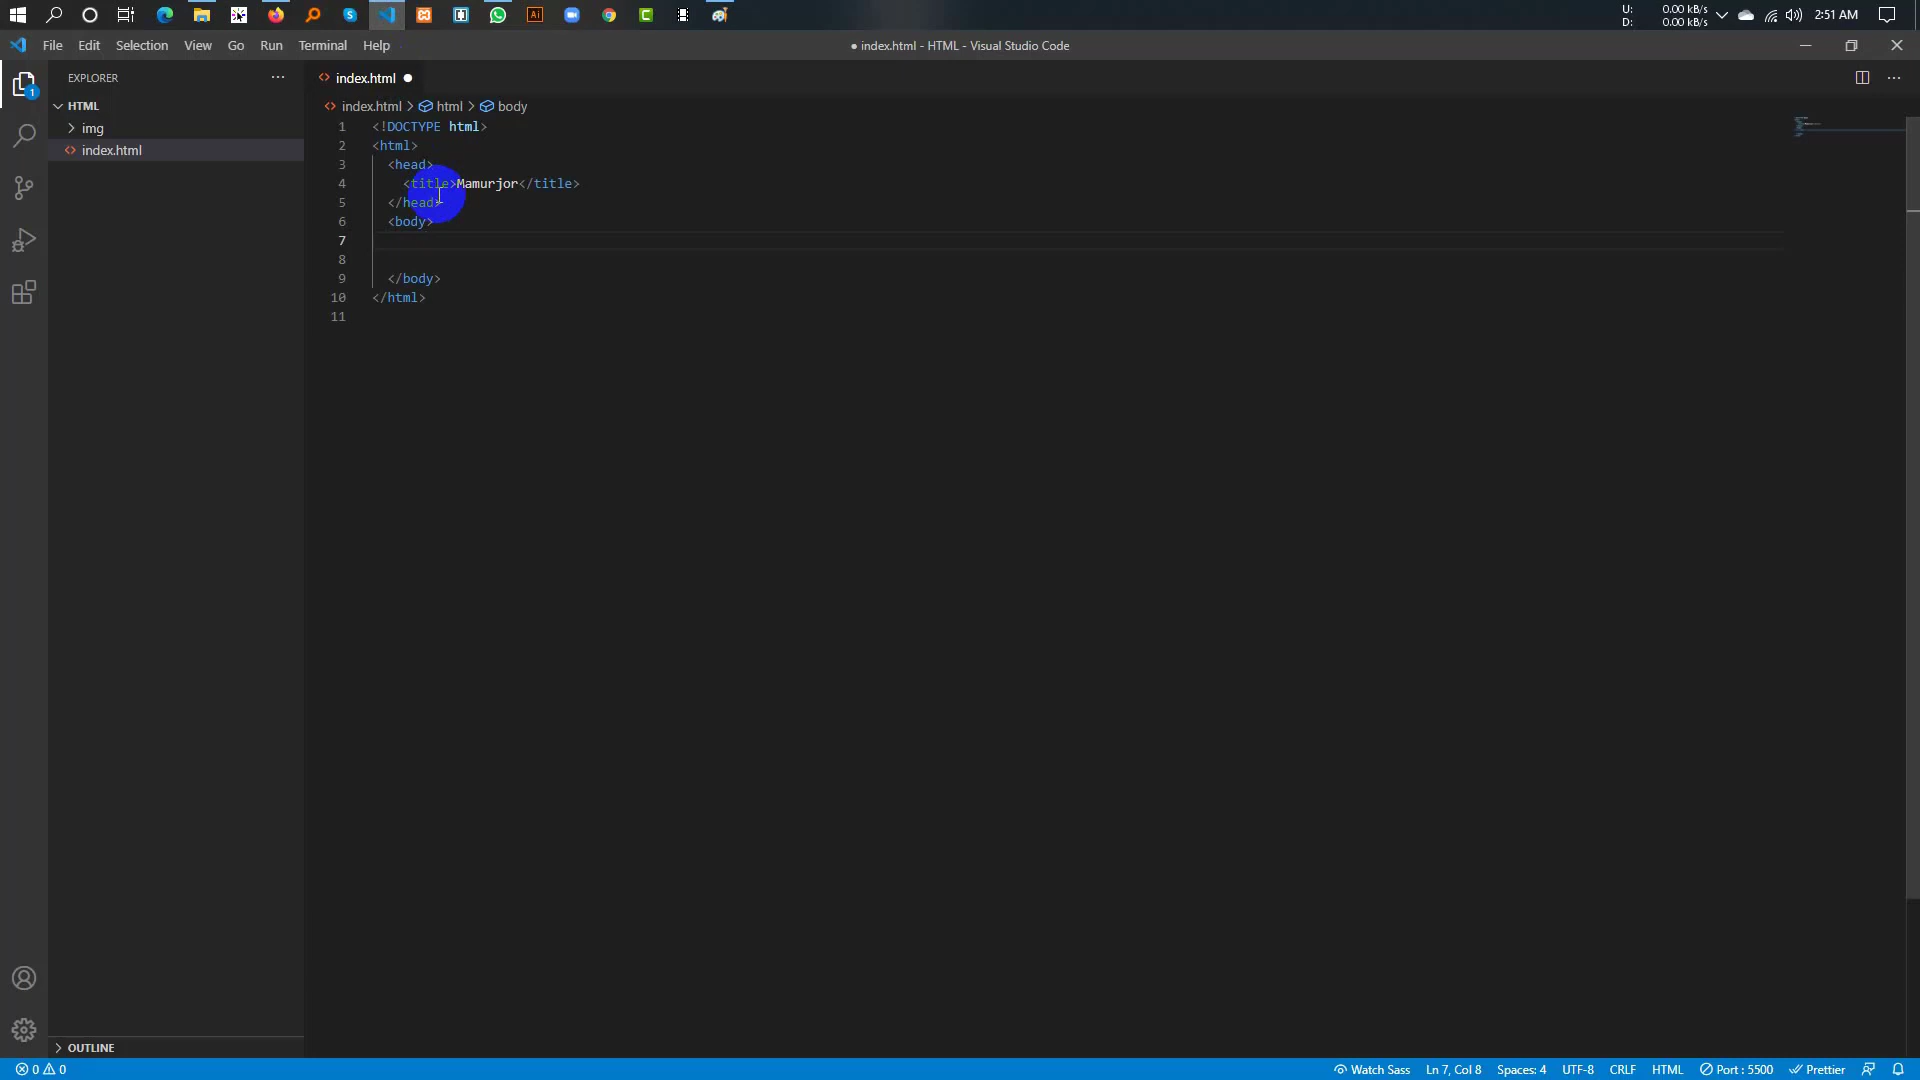 U: 0.00 kB/s
D: 0.00 kB/s
2:51 AM
File Edit Selection View Go Run Terminal Help
● index.html - HTML - Visual Studio Code
EXPLORER
index.html
HTML
index.html > html > body
img
index.html
1 <!DOCTYPE html>
2 <html>
3 <head>
4 <title>Mamurjor</title>
5 </head>
6 <body>
7
8
9 </body>
10 </html>
11
1
OUTLINE
0 0
Watch Sass Ln 7, Col 8 Spaces: 4 UTF-8 CRLF HTML Port : 5500 Prettier